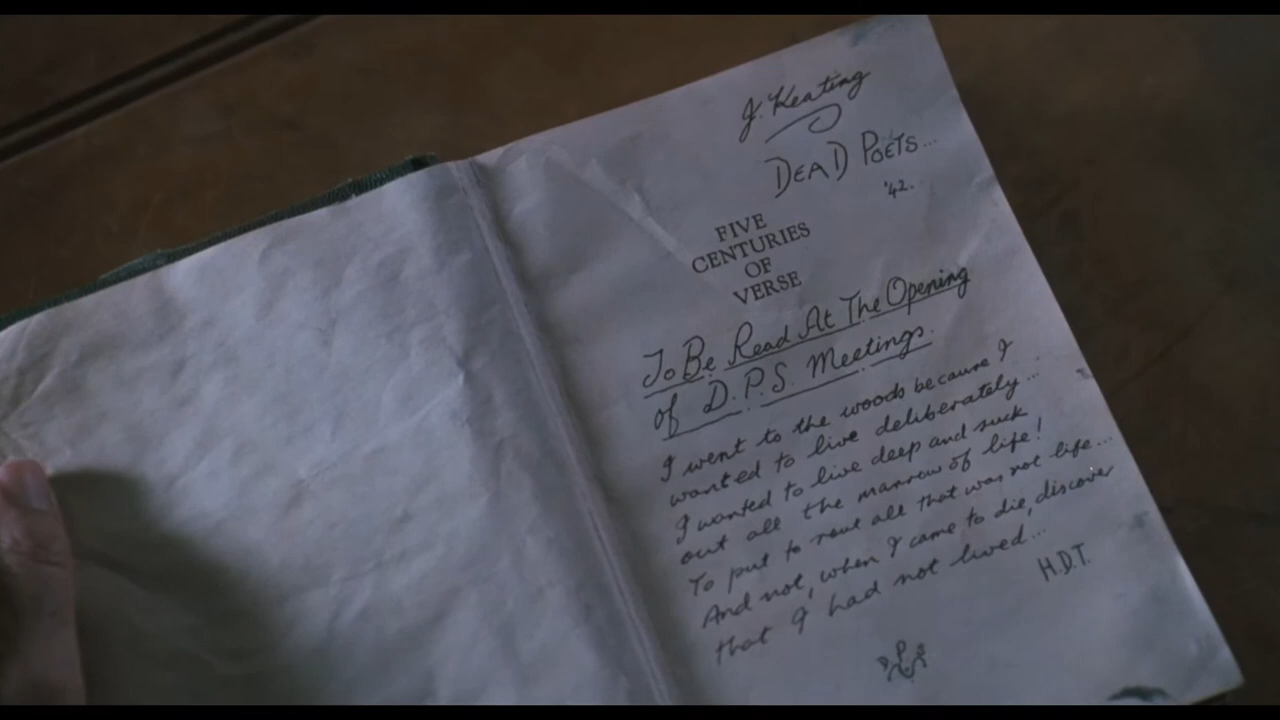 J. Keating
DEAD POETS...
'42.
FIVE
CENTURIES
OF
VERSE
To Be Read At The Opening
of D.P.S. Meetings.
I went to the woods because I
wanted to live deliberately...
I wanted to live deep and suck
out all the marrow of life!
To put to rout all that was not life...
And not, when I came to die, discover
that I had not lived...
H.D.T.
D P S